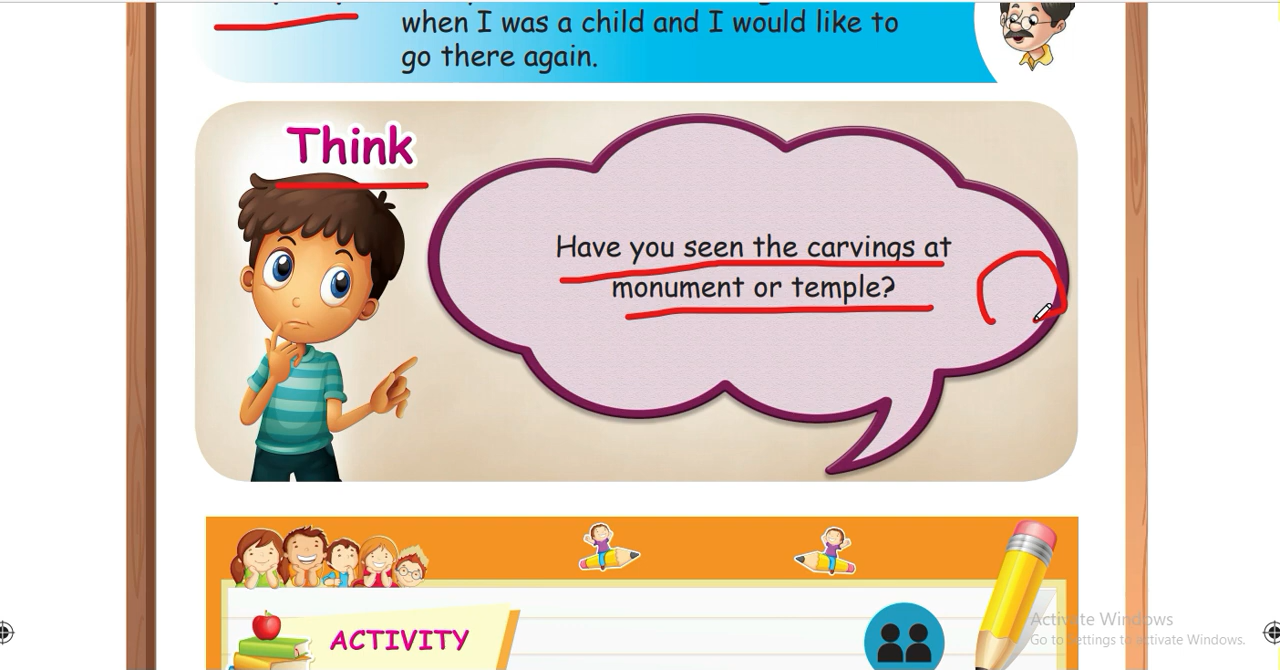 when I was a child and I would like to
go there again.
Think
Have you seen the carvings at
monument or temple?
ACTIVITY
Activate Windows
Go to Settings to activate Windows.